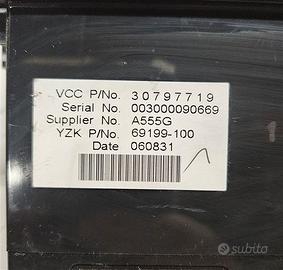 VCC P/No. 30797719
Serial No. 003000090669
Supplier No. A555G
YZK P/No. 69199-100
Date 060831
subito